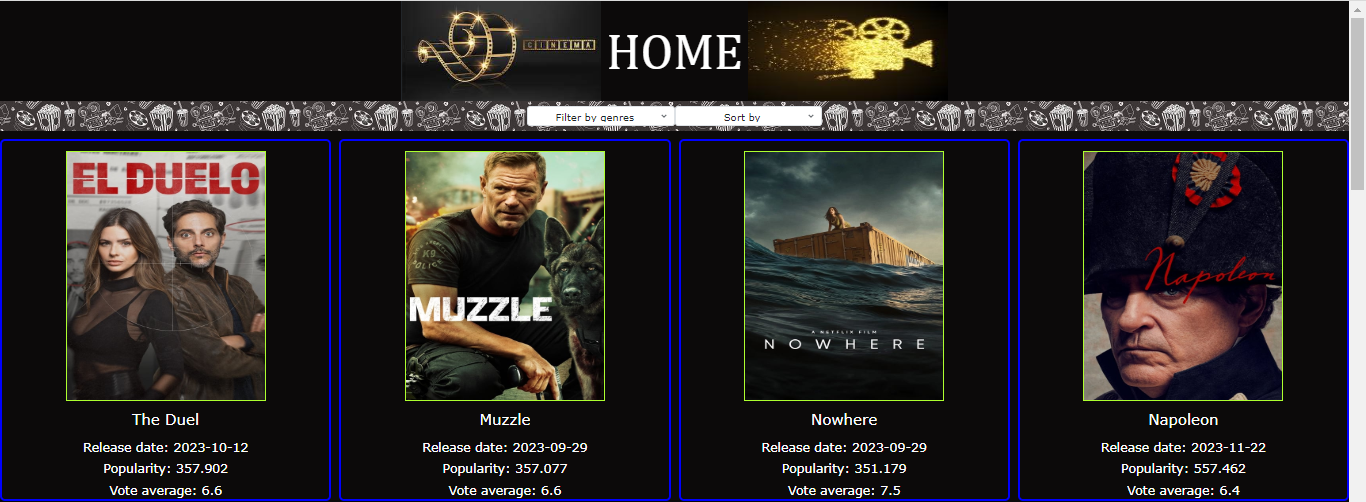 CINEMA
HOME
Filter by genres
Sort by
EL DUELO
K9
POLICE
MUZZLE
A NETFLIX FILM
NOWHERE
Napoleon
The Duel
Muzzle
Nowhere
Napoleon
Release date: 2023-10-12
Release date: 2023-09-29
Release date: 2023-09-29
Release date: 2023-11-22
Popularity: 357.902
Popularity: 357.077
Popularity: 351.179
Popularity: 557.462
Vote average: 6.6
Vote average: 6.6
Vote average: 7.5
Vote average: 6.4